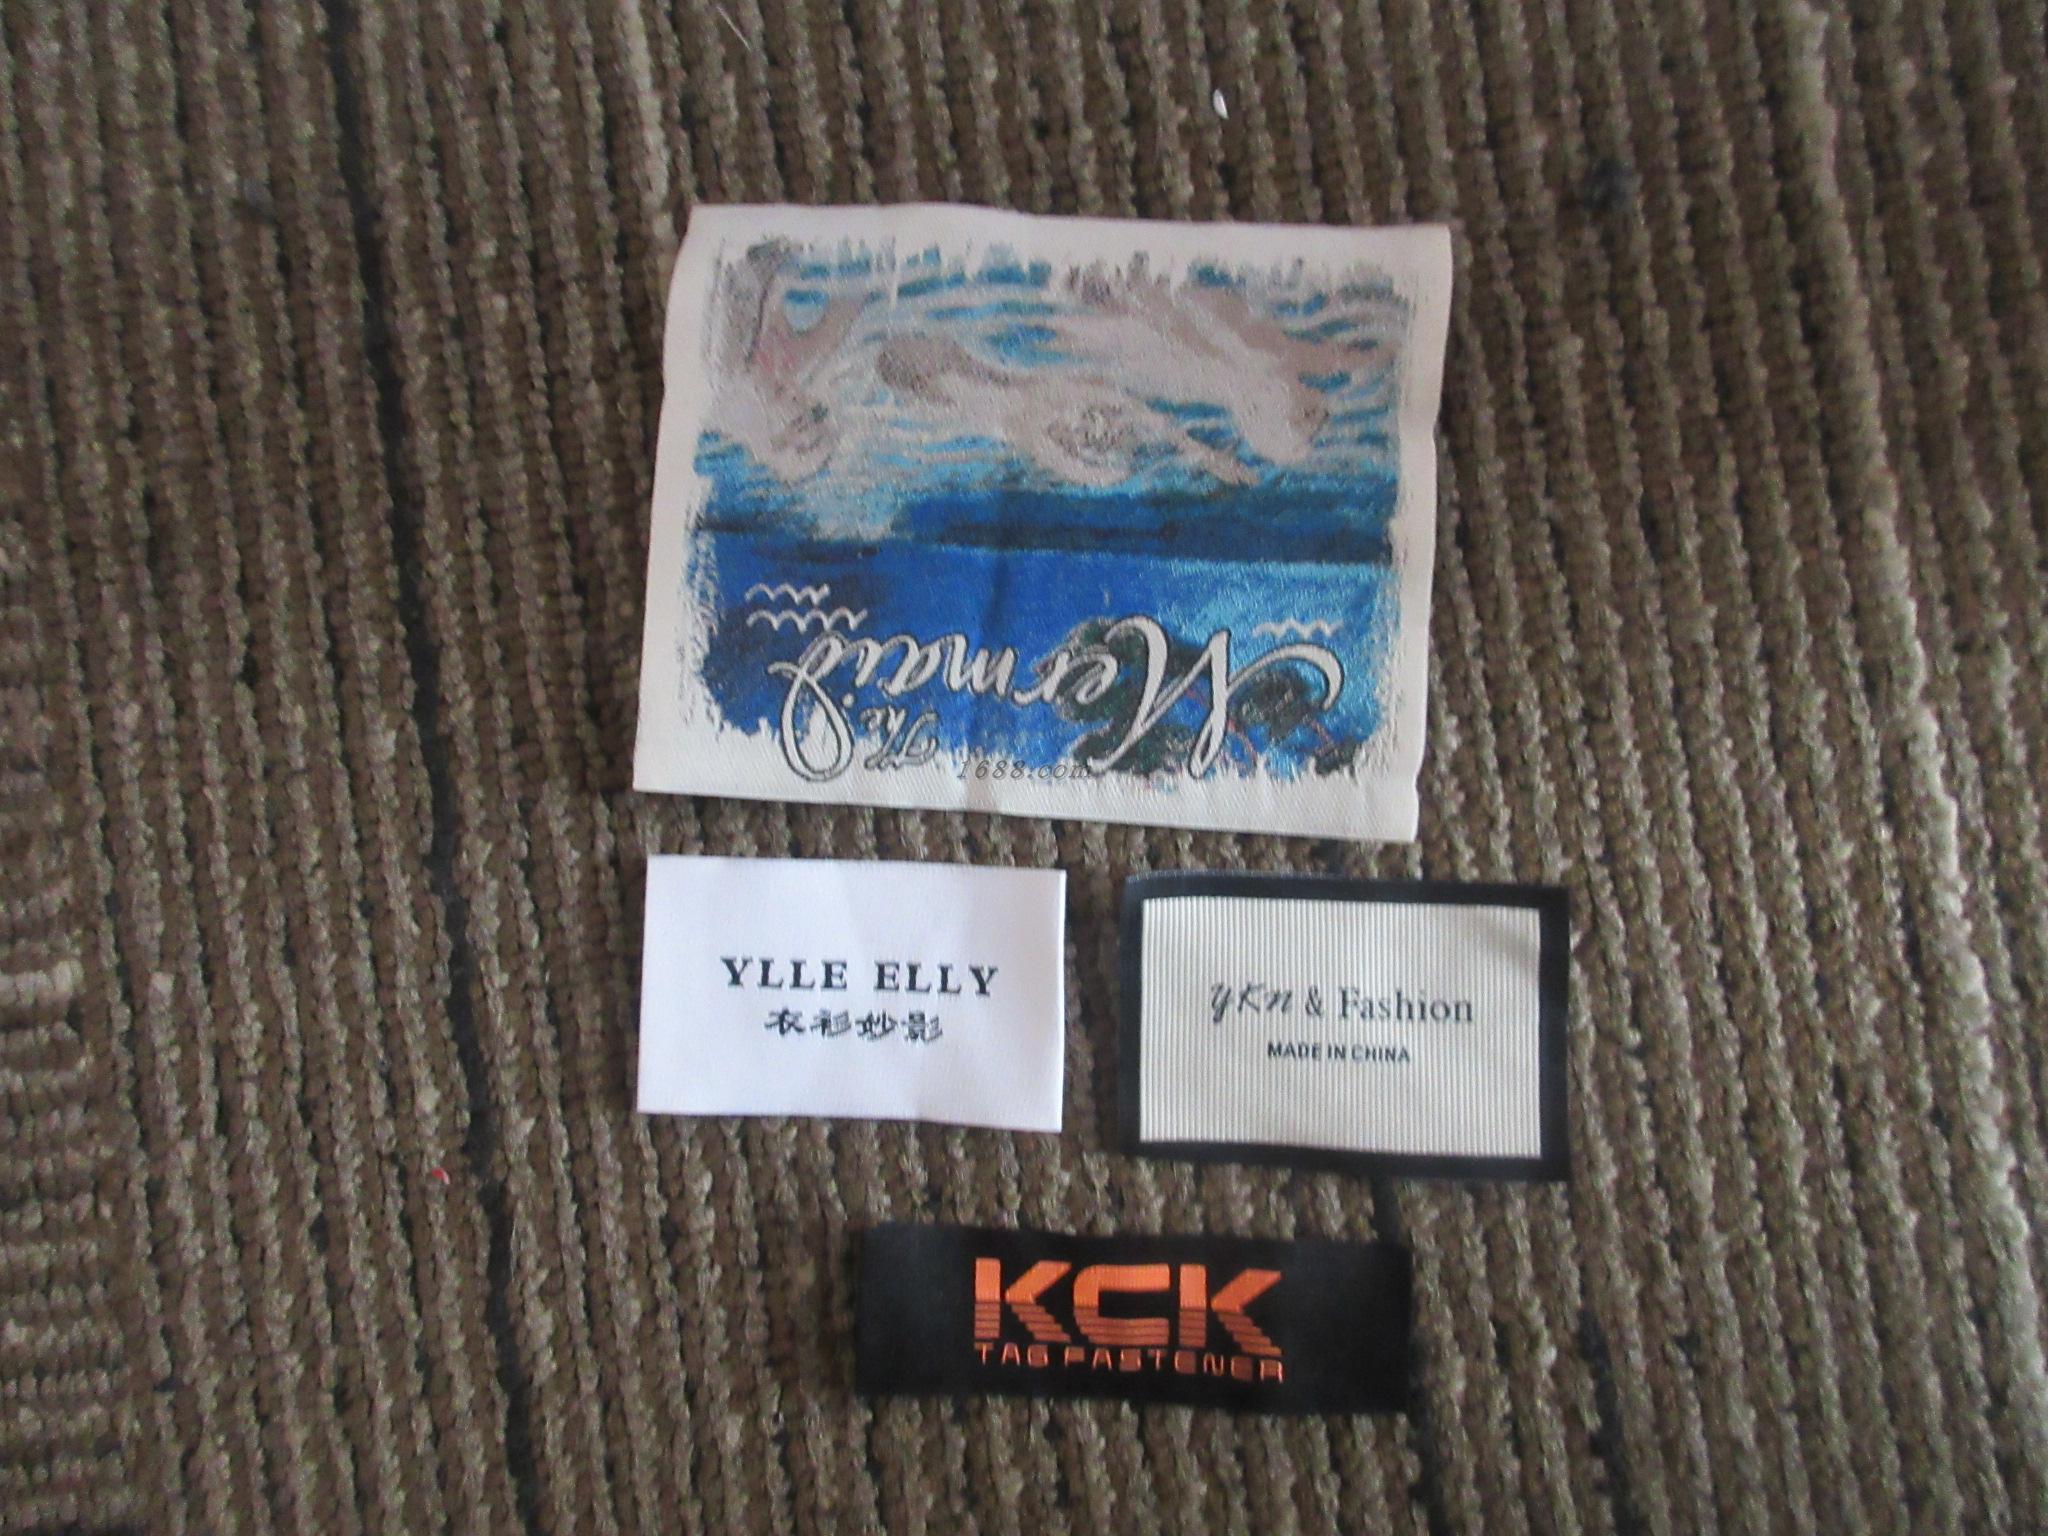 The
Mermaid
1688.com
YLLE ELLY
衣衫妙影
yKn & Fashion
MADE IN CHINA
KCK
TAG FASTENER